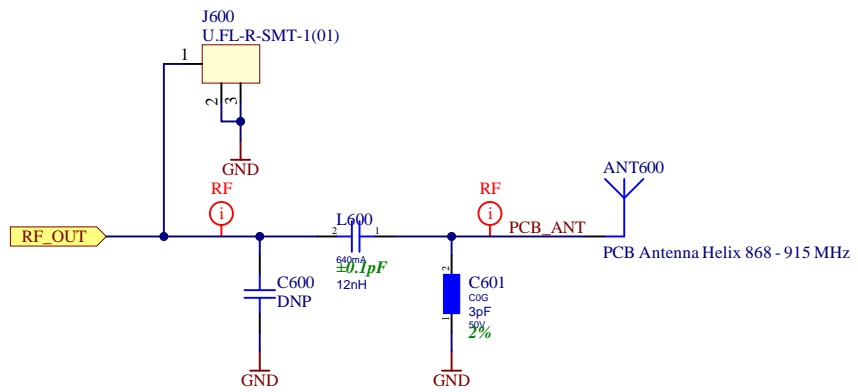 J600
U.FL-R-SMT-1(01)
1
2
3
GND
RF
RF
ANT600
RF_OUT
L600
2
1
PCB_ANT
PCB Antenna Helix 868 - 915 MHz
640mA
±0.1pF
12nH
C600
DNP
2
C601
C0G
3pF
50V
2%
1
GND
GND